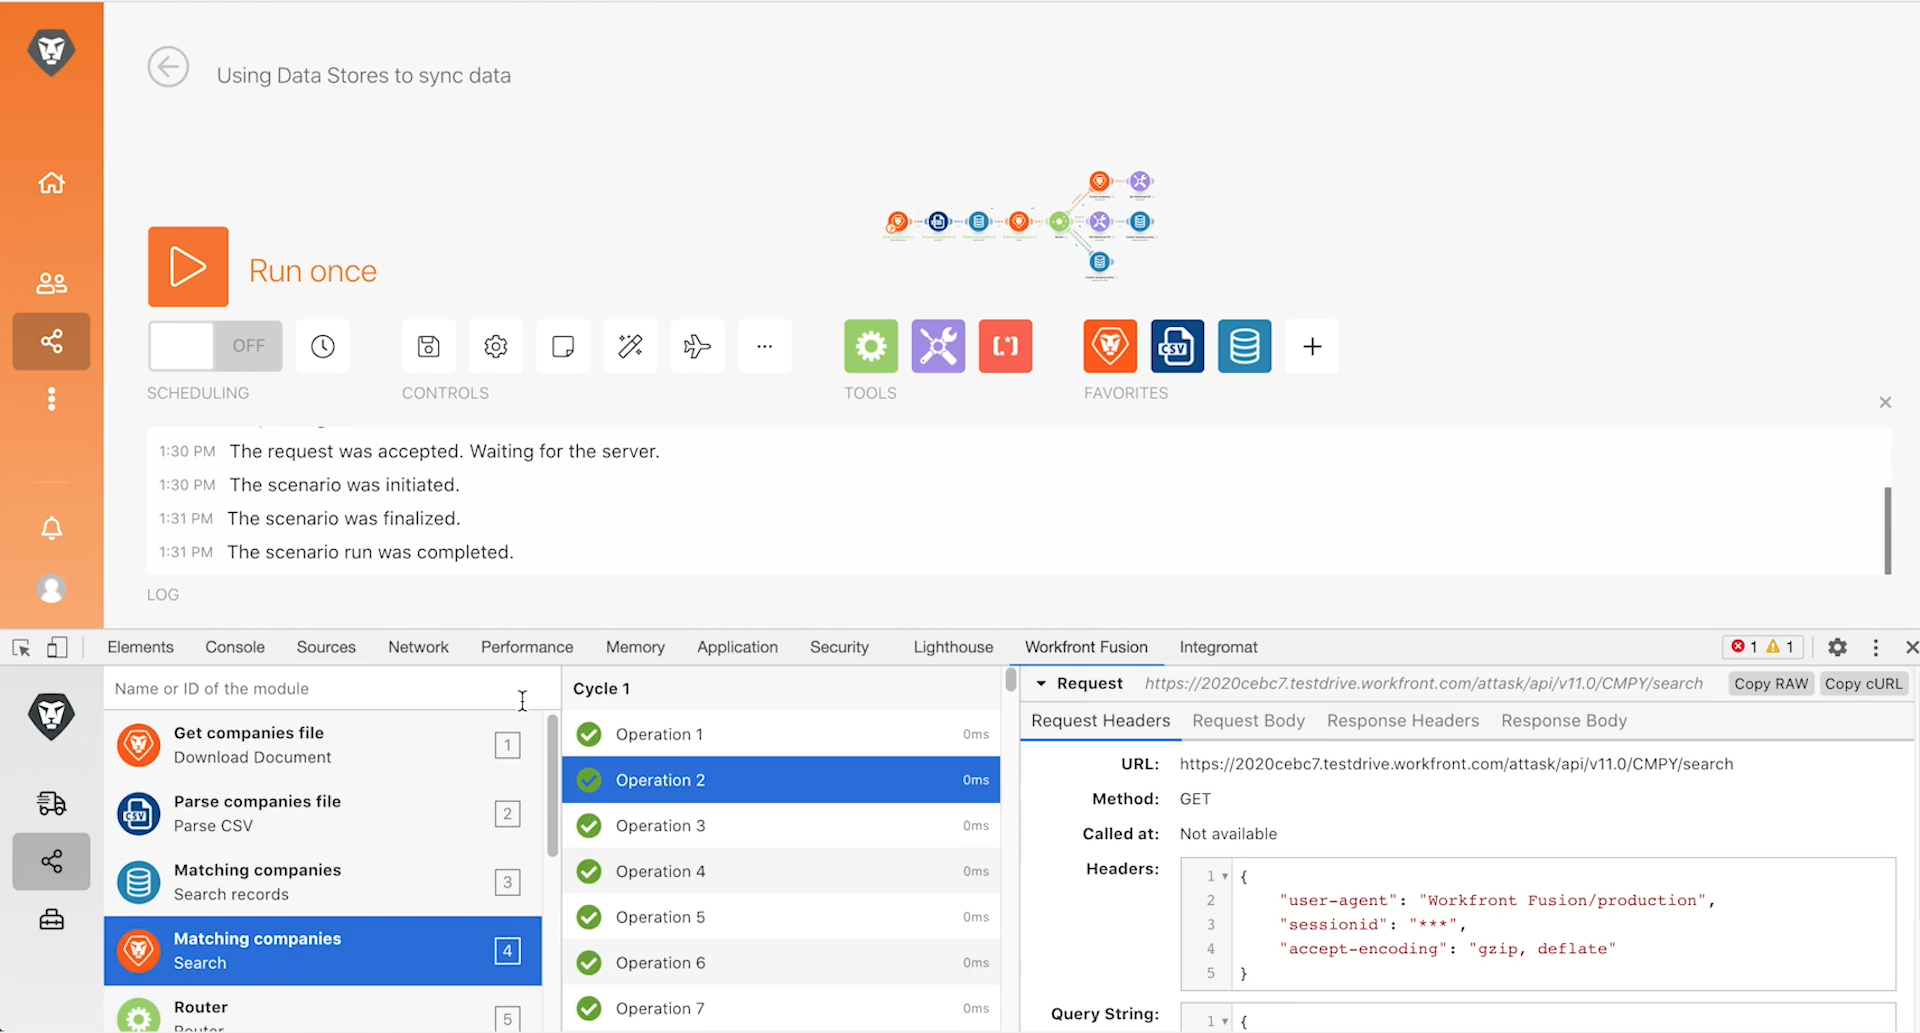 Using Data Stores to sync data
Run once
OFF
SCHEDULING
CONTROLS
TOOLS
FAVORITES
1:30 PM The request was accepted. Waiting for the server.
1:30 PM The scenario was initiated.
1:31 PM The scenario was finalized.
1:31 PM The scenario run was completed.
LOG
Elements Console Sources Network Performance Memory Application Security Lighthouse Workfront Fusion Integromat 1 1
Name or ID of the module
Get companies file
Download Document
1
Parse companies file
Parse CSV
2
Matching companies
Search records
3
Matching companies
Search
4
Router
Router
5
Cycle 1
Operation 1 0ms
Operation 2 0ms
Operation 3 0ms
Operation 4 0ms
Operation 5 0ms
Operation 6 0ms
Operation 7 0ms
Request https://2020cebc7.testdrive.workfront.com/attask/api/v11.0/CMPY/search Copy RAW Copy cURL
Request Headers Request Body Response Headers Response Body
URL: https://2020cebc7.testdrive.workfront.com/attask/api/v11.0/CMPY/search
Method: GET
Called at: Not available
Headers:
1 {
2 "user-agent": "Workfront Fusion/production",
3 "sessionid": "***",
4 "accept-encoding": "gzip, deflate"
5 }
Query String:
1 {